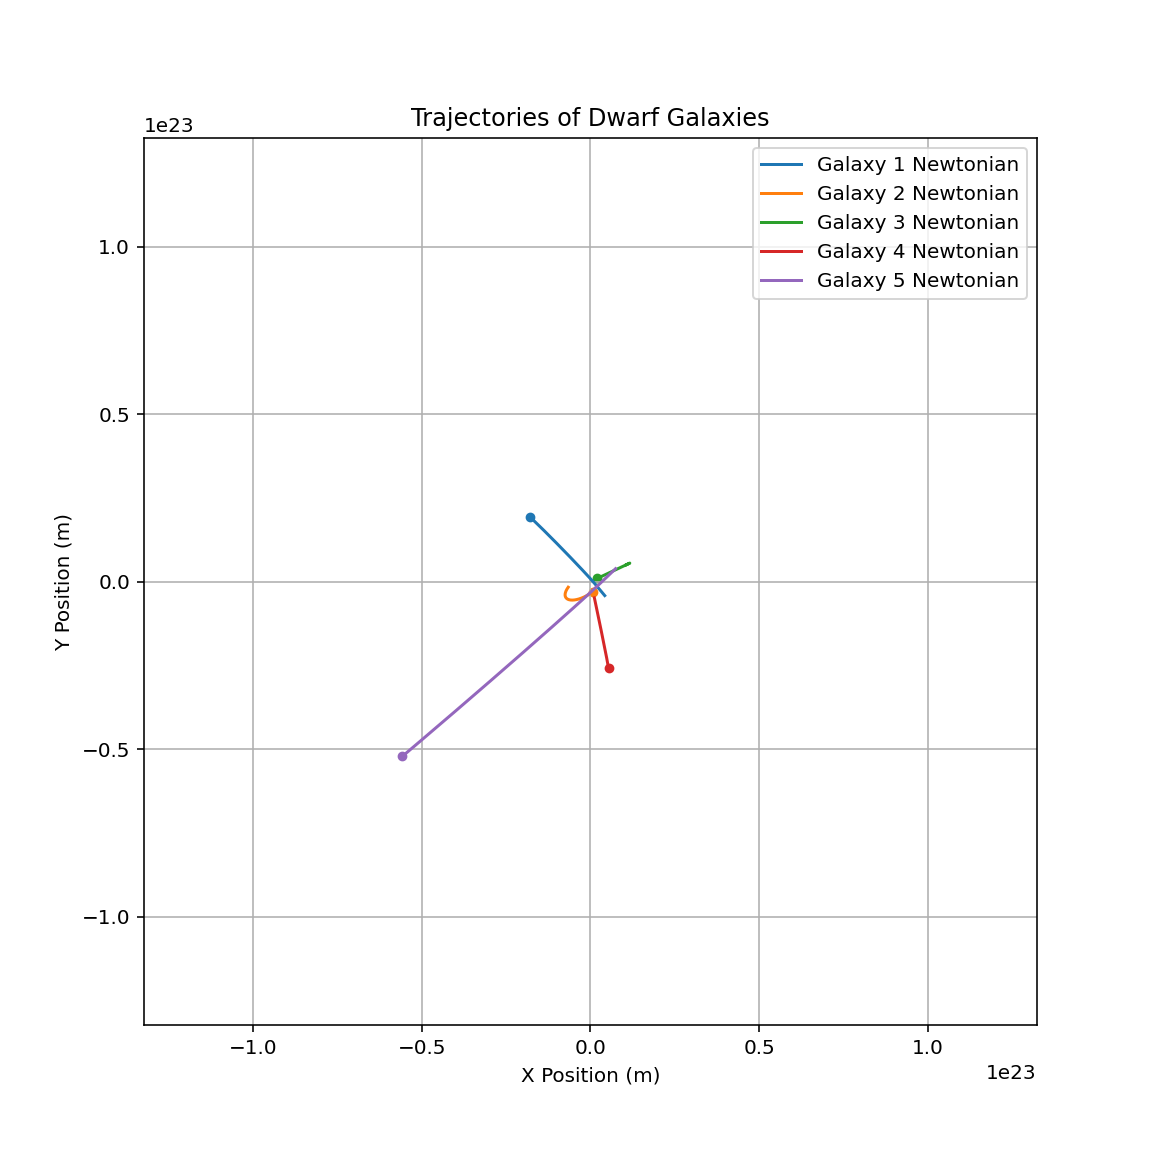 Trajectories of Dwarf Galaxies
1e23
Galaxy 1 Newtonian
Galaxy 2 Newtonian
Galaxy 3 Newtonian
Galaxy 4 Newtonian
Galaxy 5 Newtonian
1.0
0.5
0.0
−0.5
−1.0
Y Position (m)
−1.0 −0.5 0.0 0.5 1.0
1e23
X Position (m)